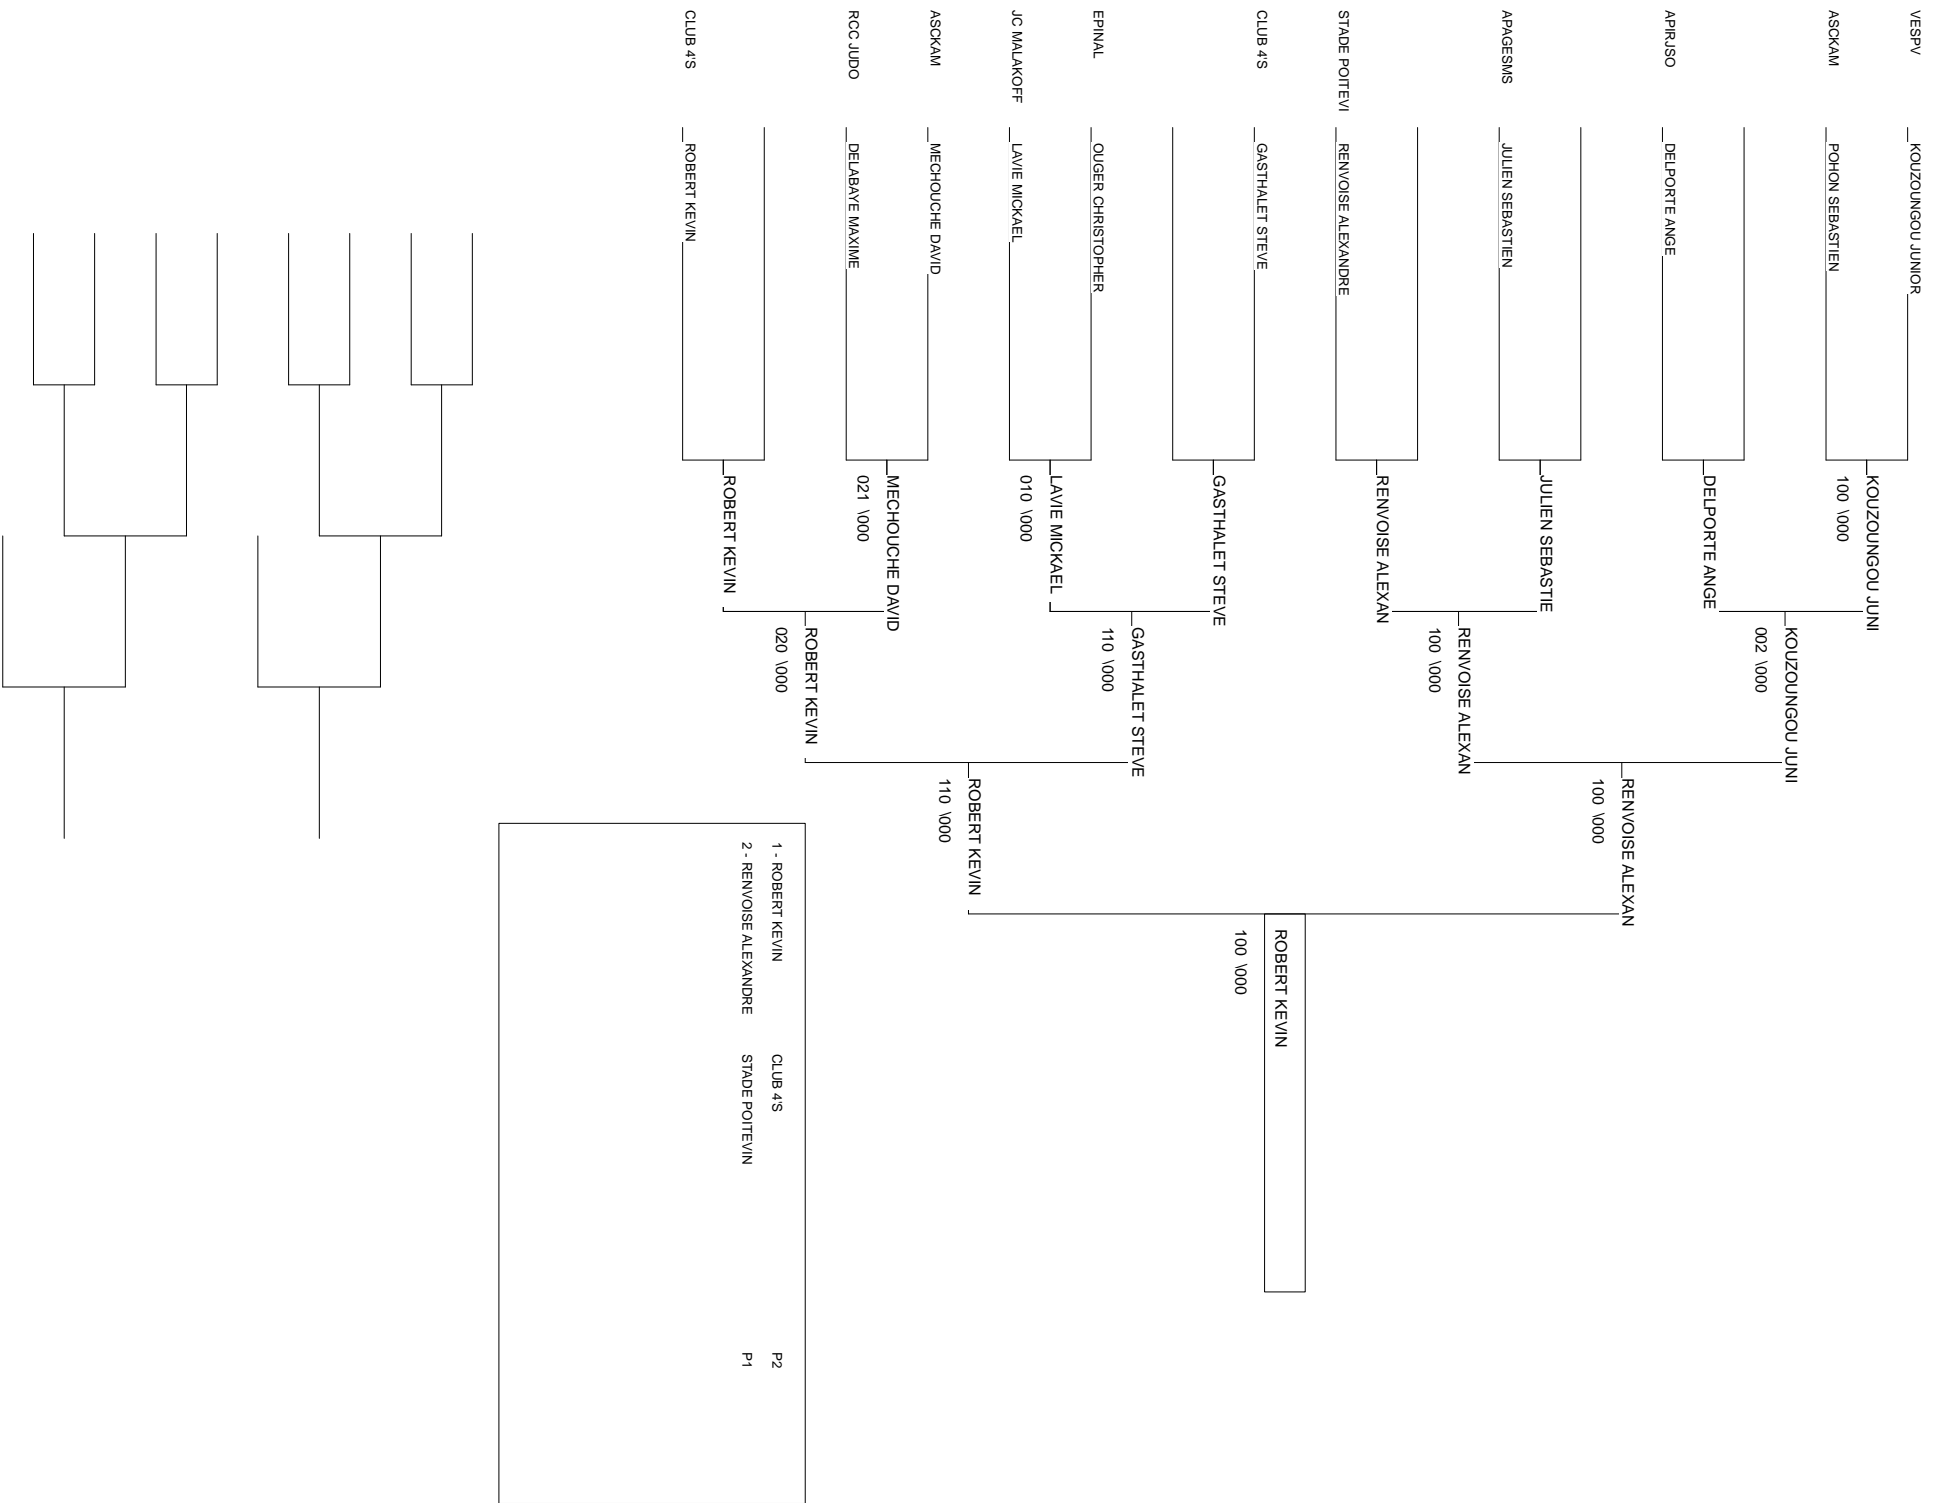 VESPV KOUZOUNGOU JUNIOR
ASCKAM POHON SEBASTIEN
APIRJSO DELPORTE ANGE
APAGESMS JULIEN SEBASTIEN
STADE POITEVI RENVOISE ALEXANDRE
CLUB 4'S GASTHALET STEVE
EPINAL OUGER CHRISTOPHER
JC MALAKOFF LAVIE MICKAEL
ASCKAM MECHOUCHE DAVID
RCC JUDO DELABAYE MAXIME
CLUB 4'S ROBERT KEVIN
KOUZOUNGOU JUNI
100 \000
DELPORTE ANGE
JULIEN SEBASTIE
RENVOISE ALEXAN
GASTHALET STEVE
LAVIE MICKAEL
010 \000
MECHOUCHE DAVID
021 \000
ROBERT KEVIN
KOUZOUNGOU JUNI
002 \000
RENVOISE ALEXAN
100 \000
GASTHALET STEVE
110 \000
ROBERT KEVIN
020 \000
RENVOISE ALEXAN
100 \000
ROBERT KEVIN
110 \000
ROBERT KEVIN
100 \000
1 - ROBERT KEVIN CLUB 4'S P2
2 - RENVOISE ALEXANDRE STADE POITEVIN P1